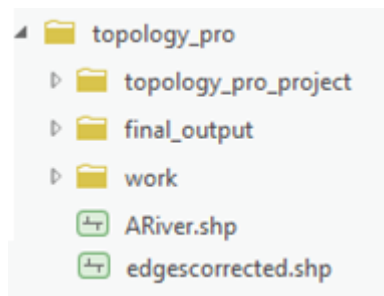 topology_pro
topology_pro_project
final_output
work
ARiver.shp
edgescorrected.shp